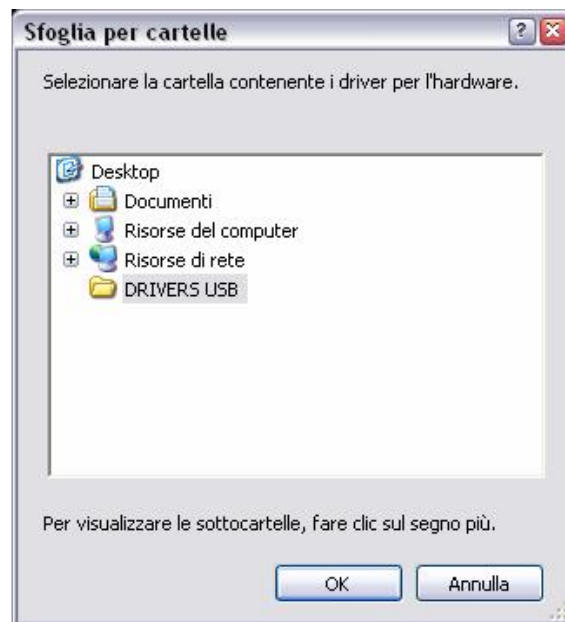 Sfoglia per cartelle
Selezionare la cartella contenente i driver per l'hardware.
Desktop
Documenti
Risorse del computer
Risorse di rete
DRIVERS USB
Per visualizzare le sottocartelle, fare clic sul segno più.
OK
Annulla